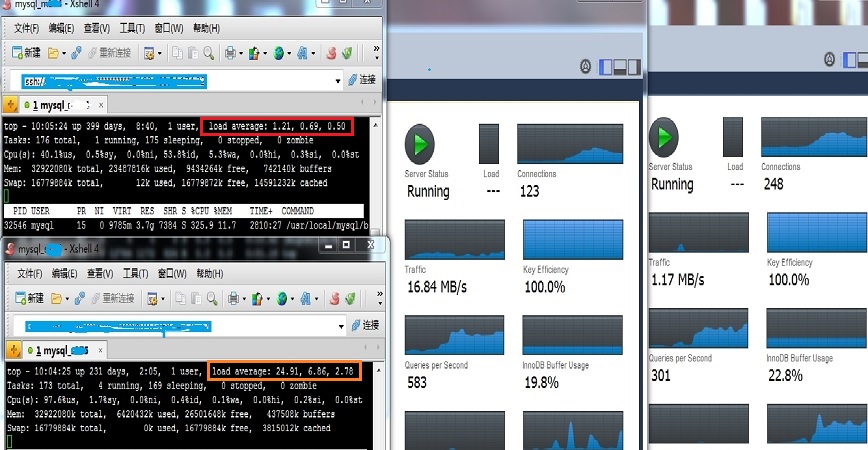 mysql_ - Xshell 4
文件(F) 编辑(E) 查看(V) 工具(T) 窗口(W) 帮助(H)
新建 重新连接
ssh:/ 连接
1 mysql_
top - 10:05:24 up 399 days, 8:40, 1 user, load average: 1.21, 0.69, 0.50
Tasks: 176 total, 1 running, 175 sleeping, 0 stopped, 0 zombie
Cpu(s): 40.1%us, 0.5%sy, 0.0%ni, 53.8%id, 5.3%wa, 0.0%hi, 0.3%si, 0.0%st
Mem: 32922080k total, 23487816k used, 9434264k free, 742140k buffers
Swap: 16779884k total, 12k used, 16779872k free, 14591232k cached
PID USER PR NI VIRT RES SHR S %CPU %MEM TIME+ COMMAND
32546 mysql 15 0 9785m 3.7g 7384 S 325.9 11.7 2810:27 /usr/local/mysql/b
mysql_s - Xshell 4
文件(F) 编辑(E) 查看(V) 工具(T) 窗口(W) 帮助(H)
新建 重新连接
连接
1 mysql_
top - 10:04:25 up 231 days, 2:05, 1 user, load average: 24.91, 6.86, 2.78
Tasks: 173 total, 4 running, 169 sleeping, 0 stopped, 0 zombie
Cpu(s): 97.6%us, 1.7%sy, 0.0%ni, 0.4%id, 0.1%wa, 0.0%hi, 0.2%si, 0.0%st
Mem: 32922080k total, 6420432k used, 26501648k free, 437508k buffers
Swap: 16779884k total, 0k used, 16779884k free, 3815012k cached
Server Status Load Connections
Running --- 123
Traffic Key Efficiency
16.84 MB/s 100.0%
Queries per Second InnoDB Buffer Usage
583 19.8%
Server Status Load Connections
Running --- 248
Traffic Key Efficiency
1.17 MB/s 100.0%
Queries per Second InnoDB Buffer Usage
301 22.8%